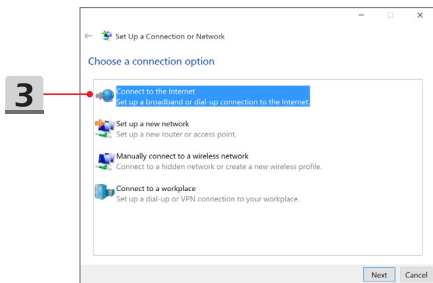 Set Up a Connection or Network
Choose a connection option
3
Connect to the Internet
Set up a broadband or dial-up connection to the Internet.
Set up a new network
Set up a new router or access point.
Manually connect to a wireless network
Connect to a hidden network or create a new wireless profile.
Connect to a workplace
Set up a dial-up or VPN connection to your workplace.
Next Cancel